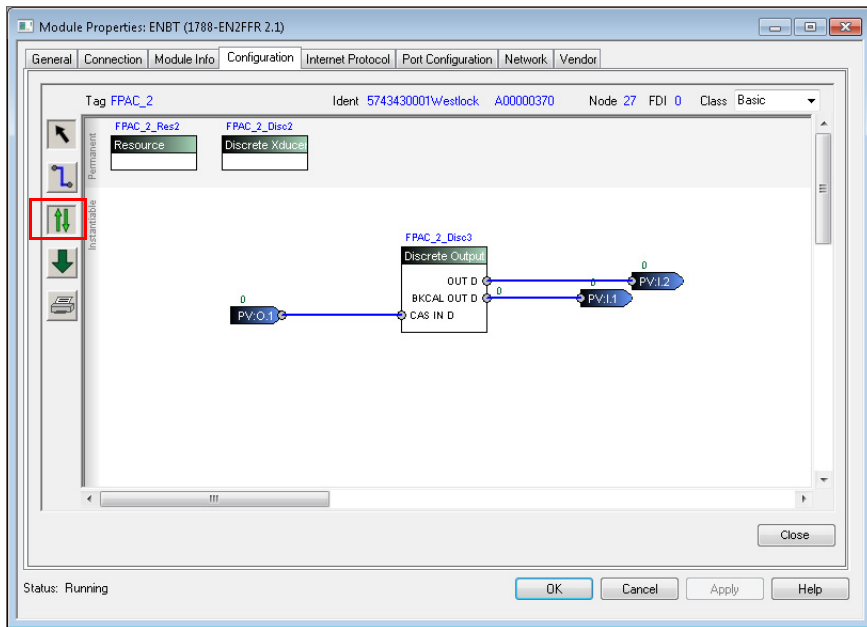 Module Properties: ENBT (1788-EN2FFR 2.1)
General Connection Module Info Configuration Internet Protocol Port Configuration Network Vendor
Tag FPAC_2 Ident 5743430001Westlock A00000370 Node 27 FDI 0 Class Basic
Permanent
FPAC_2_Res2 FPAC_2_Disc2
Resource Discrete Xducer
Instantiable
FPAC_2_Disc3
Discrete Output
OUT D 0 PV:I.2
BKCAL OUT D 0 0 PV:I.1
0
PV:O.1 CAS IN D
Close
Status: Running OK Cancel Apply Help